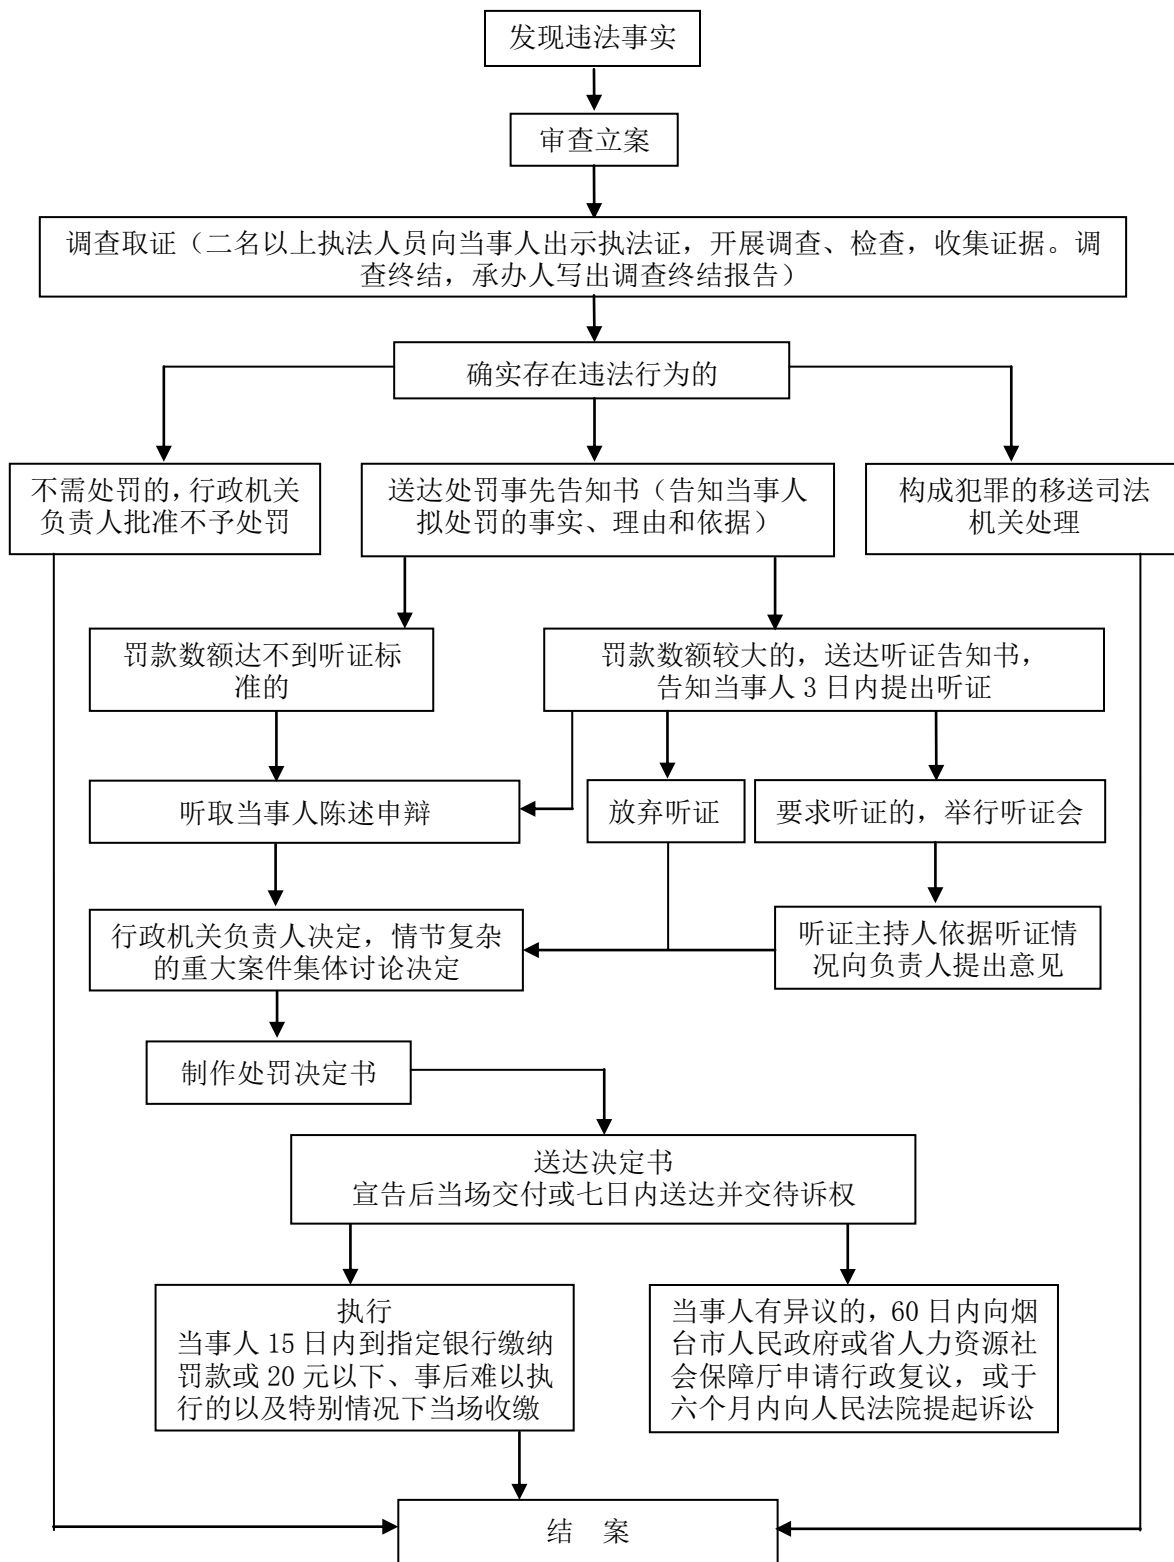 发现违法事实
审查立案
调查取证（二名以上执法人员向当事人出示执法证，开展调查、检查，收集证据。调
查终结，承办人写出调查终结报告）
确实存在违法行为的
不需处罚的，行政机关
负责人批准不予处罚
送达处罚事先告知书（告知当事人
拟处罚的事实、理由和依据）
构成犯罪的移送司法
机关处理
罚款数额达不到听证标
准的
罚款数额较大的，送达听证告知书，
告知当事人 3 日内提出听证
听取当事人陈述申辩
放弃听证
要求听证的，举行听证会
行政机关负责人决定，情节复杂
的重大案件集体讨论决定
听证主持人依据听证情
况向负责人提出意见
制作处罚决定书
送达决定书
宣告后当场交付或七日内送达并交待诉权
执行
当事人 15 日内到指定银行缴纳
罚款或 20 元以下、事后难以执
行的以及特别情况下当场收缴
当事人有异议的，60 日内向烟
台市人民政府或省人力资源社
会保障厅申请行政复议，或于
六个月内向人民法院提起诉讼
结 案